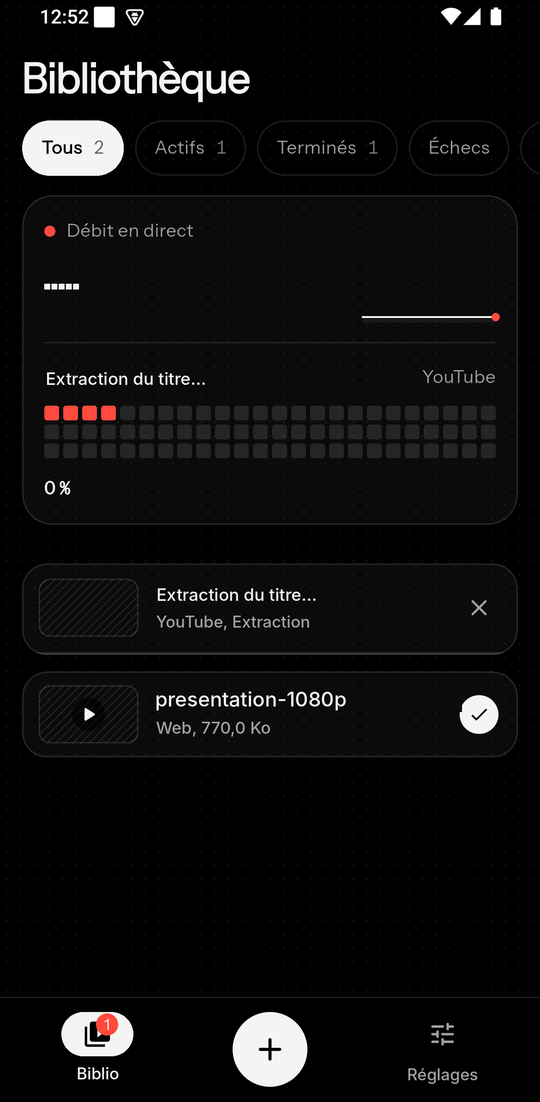 12:52
Bibliothèque
Tous 2 Actifs 1 Terminés 1 Échecs
Débit en direct
Extraction du titre... YouTube
0 %
Extraction du titre...
YouTube, Extraction
presentation-1080p
Web, 770,0 Ko
1
Biblio
Réglages